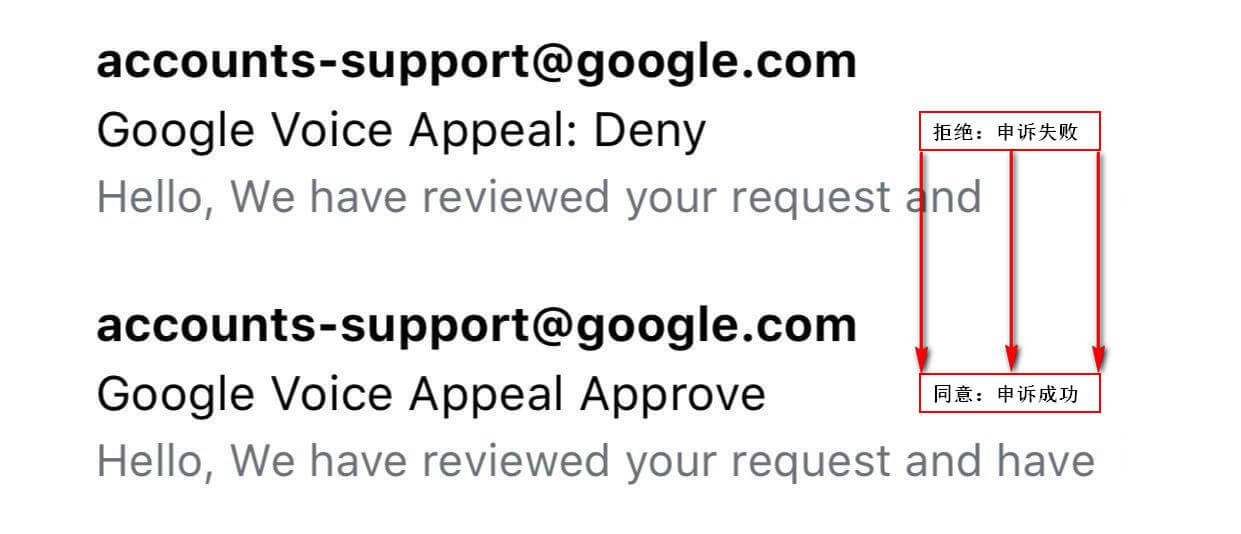 accounts-support@google.com
Google Voice Appeal: Deny
拒绝：申诉失败
Hello, We have reviewed your request and
accounts-support@google.com
Google Voice Appeal Approve
同意：申诉成功
Hello, We have reviewed your request and have